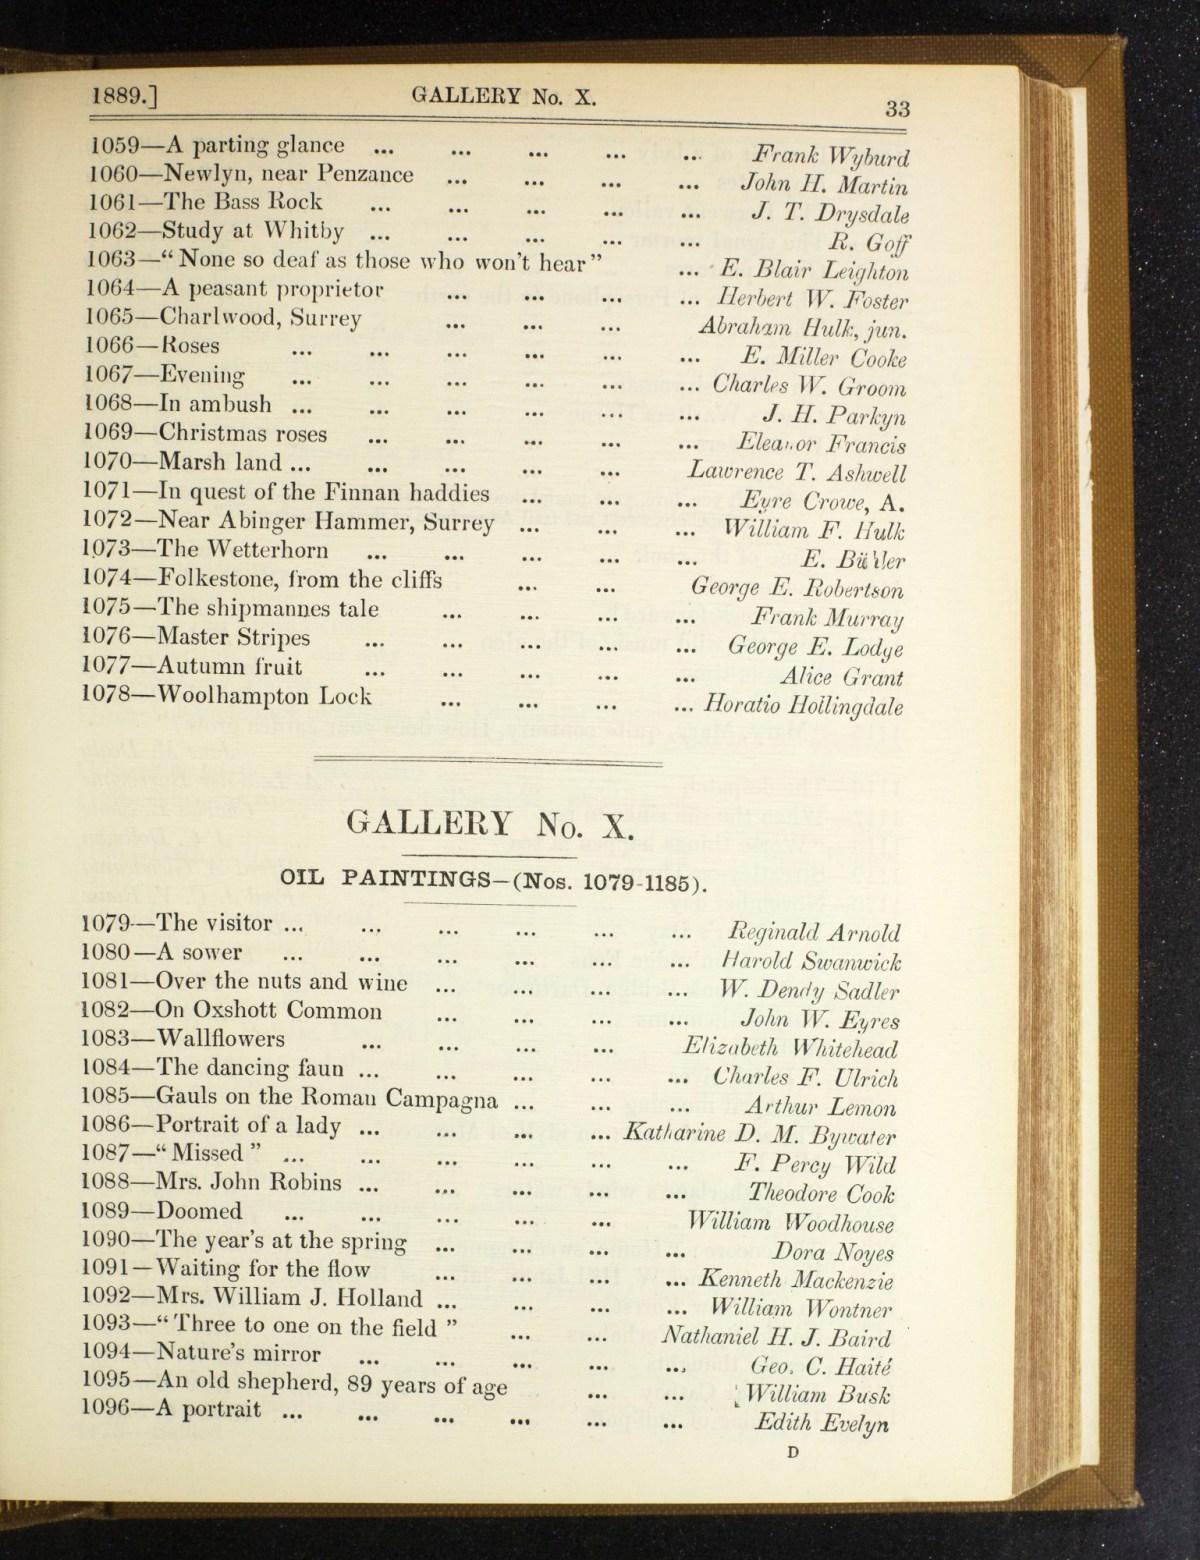 1889.] GALLERY No. X. 33
1059—A parting glance ... ... ... ... ... Frank Wyburd
1060—Newlyn, near Penzance ... ... ... ... John H. Martin
1061—The Bass Rock ... ... ... ... ... J. T. Drysdale
1062—Study at Whitby ... ... ... ... ... R. Goff
1063—“None so deaf as those who won't hear” ... E. Blair Leighton
1064—A peasant proprietor ... ... ... ... Herbert W. Foster
1065—Charlwood, Surrey ... ... ... Abraham Hulk, jun.
1066—Roses ... ... ... ... ... ... E. Miller Cooke
1067—Evening ... ... ... ... ... ... Charles W. Groom
1068—In ambush ... ... ... ... ... ... J. H. Parkyn
1069—Christmas roses ... ... ... ... ... Eleanor Francis
1070—Marsh land ... ... ... ... ... Lawrence T. Ashwell
1071—In quest of the Finnan haddies ... ... ... Eyre Crowe, A.
1072—Near Abinger Hammer, Surrey ... ... ... William F. Hulk
1073—The Wetterhorn ... ... ... ... ... E. Bühler
1074—Folkestone, from the cliffs ... ... George E. Robertson
1075—The shipmannes tale ... ... ... ... Frank Murray
1076—Master Stripes ... ... ... ... ... George E. Lodge
1077—Autumn fruit ... ... ... ... ... Alice Grant
1078—Woolhampton Lock ... ... ... ... Horatio Hollingdale
GALLERY No. X.
OIL PAINTINGS—(Nos. 1079-1185).
1079—The visitor ... ... ... ... ... ... Reginald Arnold
1080—A sower ... ... ... ... ... ... Harold Swanwick
1081—Over the nuts and wine ... ... ... ... W. Dendy Sadler
1082—On Oxshott Common ... ... ... ... John W. Eyres
1083—Wallflowers ... ... ... ... Elizabeth Whitehead
1084—The dancing faun ... ... ... ... ... Charles F. Ulrich
1085—Gauls on the Roman Campagna ... ... ... Arthur Lemon
1086—Portrait of a lady ... ... ... ... Katharine D. M. Bywater
1087—“Missed” ... ... ... ... ... ... F. Percy Wild
1088—Mrs. John Robins ... ... ... ... ... Theodore Cook
1089—Doomed ... ... ... ... ... William Woodhouse
1090—The year's at the spring ... ... ... ... Dora Noyes
1091—Waiting for the flow ... ... ... ... Kenneth Mackenzie
1092—Mrs. William J. Holland ... ... ... ... William Wontner
1093—“Three to one on the field” ... ... Nathaniel H. J. Baird
1094—Nature's mirror ... ... ... ... ... Geo. C. Haité
1095—An old shepherd, 89 years of age ... ... William Busk
1096—A portrait ... ... ... ... ... ... Edith Evelyn
D